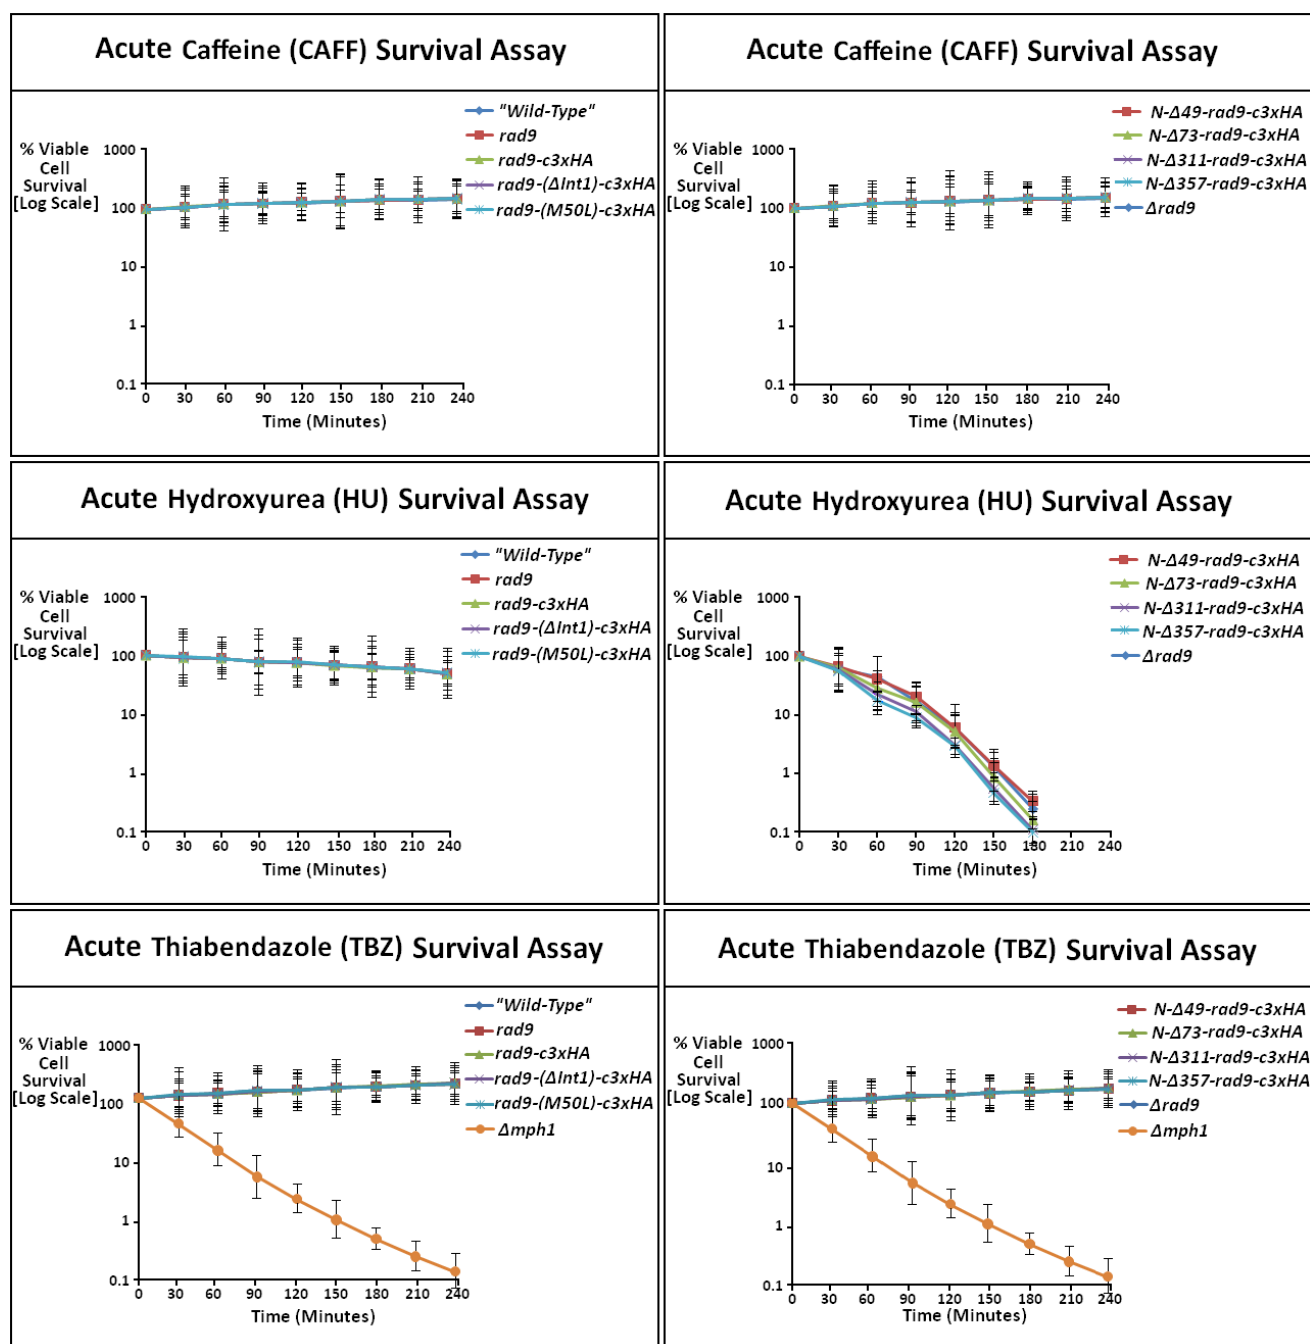 Acute Caffeine (CAFF) Survival Assay
% Viable
Cell
Survival
[Log Scale]
1000
100
10
1
0.1
0 30 60 90 120 150 180 210 240
Time (Minutes)
"Wild-Type"
rad9
rad9-c3xHA
rad9-(ΔInt1)-c3xHA
rad9-(M50L)-c3xHA
Acute Caffeine (CAFF) Survival Assay
% Viable
Cell
Survival
[Log Scale]
1000
100
10
1
0.1
0 30 60 90 120 150 180 210 240
Time (Minutes)
N-Δ49-rad9-c3xHA
N-Δ73-rad9-c3xHA
N-Δ311-rad9-c3xHA
N-Δ357-rad9-c3xHA
Δrad9
Acute Hydroxyurea (HU) Survival Assay
% Viable
Cell
Survival
[Log Scale]
1000
100
10
1
0.1
0 30 60 90 120 150 180 210 240
Time (Minutes)
"Wild-Type"
rad9
rad9-c3xHA
rad9-(ΔInt1)-c3xHA
rad9-(M50L)-c3xHA
Acute Hydroxyurea (HU) Survival Assay
% Viable
Cell
Survival
[Log Scale]
1000
100
10
1
0.1
0 30 60 90 120 150 180 210 240
Time (Minutes)
N-Δ49-rad9-c3xHA
N-Δ73-rad9-c3xHA
N-Δ311-rad9-c3xHA
N-Δ357-rad9-c3xHA
Δrad9
Acute Thiabendazole (TBZ) Survival Assay
% Viable
Cell
Survival
[Log Scale]
1000
100
10
1
0.1
0 30 60 90 120 150 180 210 240
Time (Minutes)
"Wild-Type"
rad9
rad9-c3xHA
rad9-(ΔInt1)-c3xHA
rad9-(M50L)-c3xHA
Δmph1
Acute Thiabendazole (TBZ) Survival Assay
% Viable
Cell
Survival
[Log Scale]
1000
100
10
1
0.1
0 30 60 90 120 150 180 210 240
Time (Minutes)
N-Δ49-rad9-c3xHA
N-Δ73-rad9-c3xHA
N-Δ311-rad9-c3xHA
N-Δ357-rad9-c3xHA
Δrad9
Δmph1